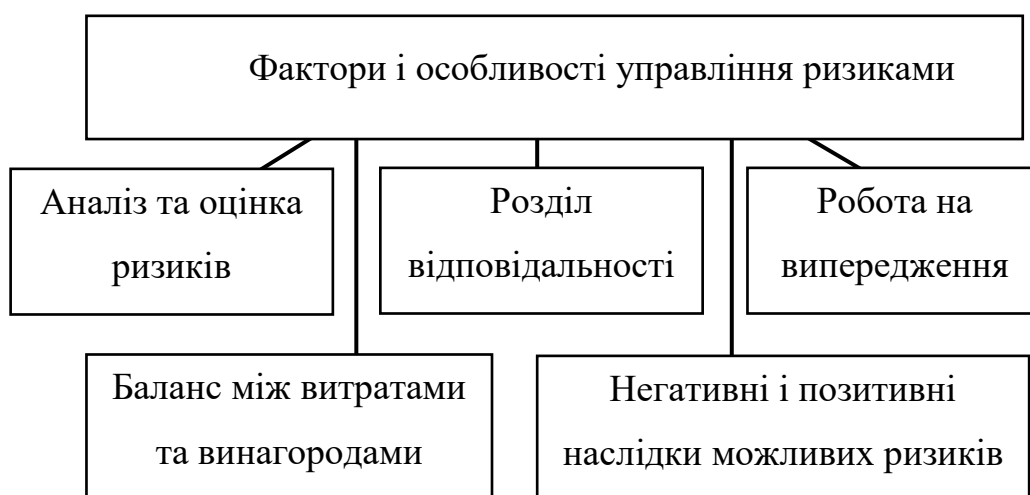 Фактори і особливості управління ризиками
Аналіз та оцінка
ризиків
Розділ
відповідальності
Робота на
випередження
Баланс між витратами
та винагородами
Негативні і позитивні
наслідки можливих ризиків